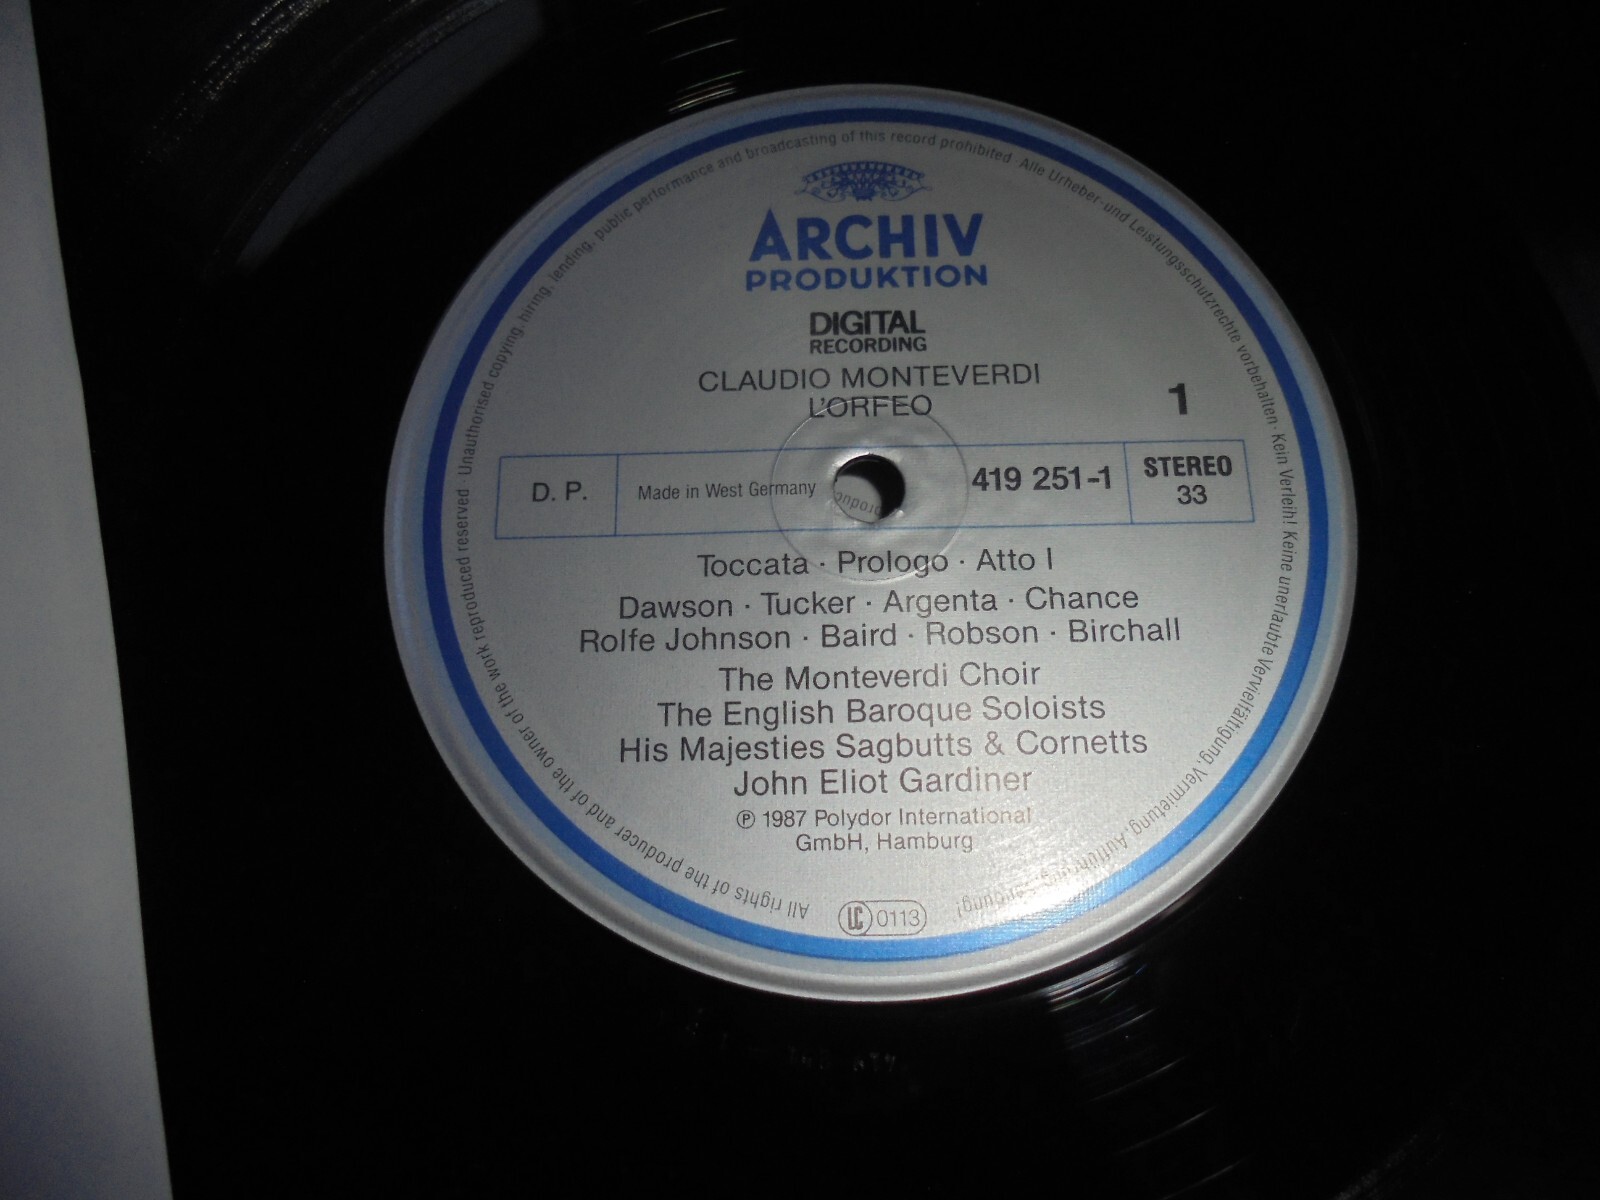 All rights of the producer and of the owner of the work reproduced reserved · Unauthorised copying, hiring, lending, public performance and broadcasting of this record prohibited · Alle Urheber- und Leistungsschutzrechte vorbehalten · Kein Verleih! Keine unerlaubte Vervielfältigung, Vermietung, Aufführung,
ARCHIV
PRODUKTION
DIGITAL
RECORDING
CLAUDIO MONTEVERDI
L'ORFEO
1
D. P.
Made in West Germany
419 251-1
STEREO
33
Toccata · Prologo · Atto I
Dawson · Tucker · Argenta · Chance
Rolfe Johnson · Baird · Robson · Birchall
The Monteverdi Choir
The English Baroque Soloists
His Majesties Sagbutts & Cornetts
John Eliot Gardiner
℗ 1987 Polydor International
GmbH, Hamburg
LC 0113